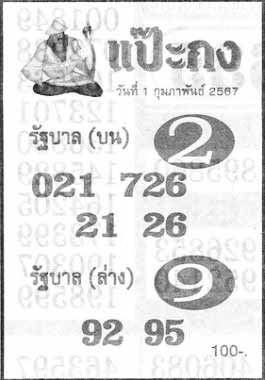 แป๊ะกง
วันที่ 1 กุมภาพันธ์ 2567
รัฐบาล (บน) 2
021 726
21 26
รัฐบาล (ล่าง) 9
92 95
100-.